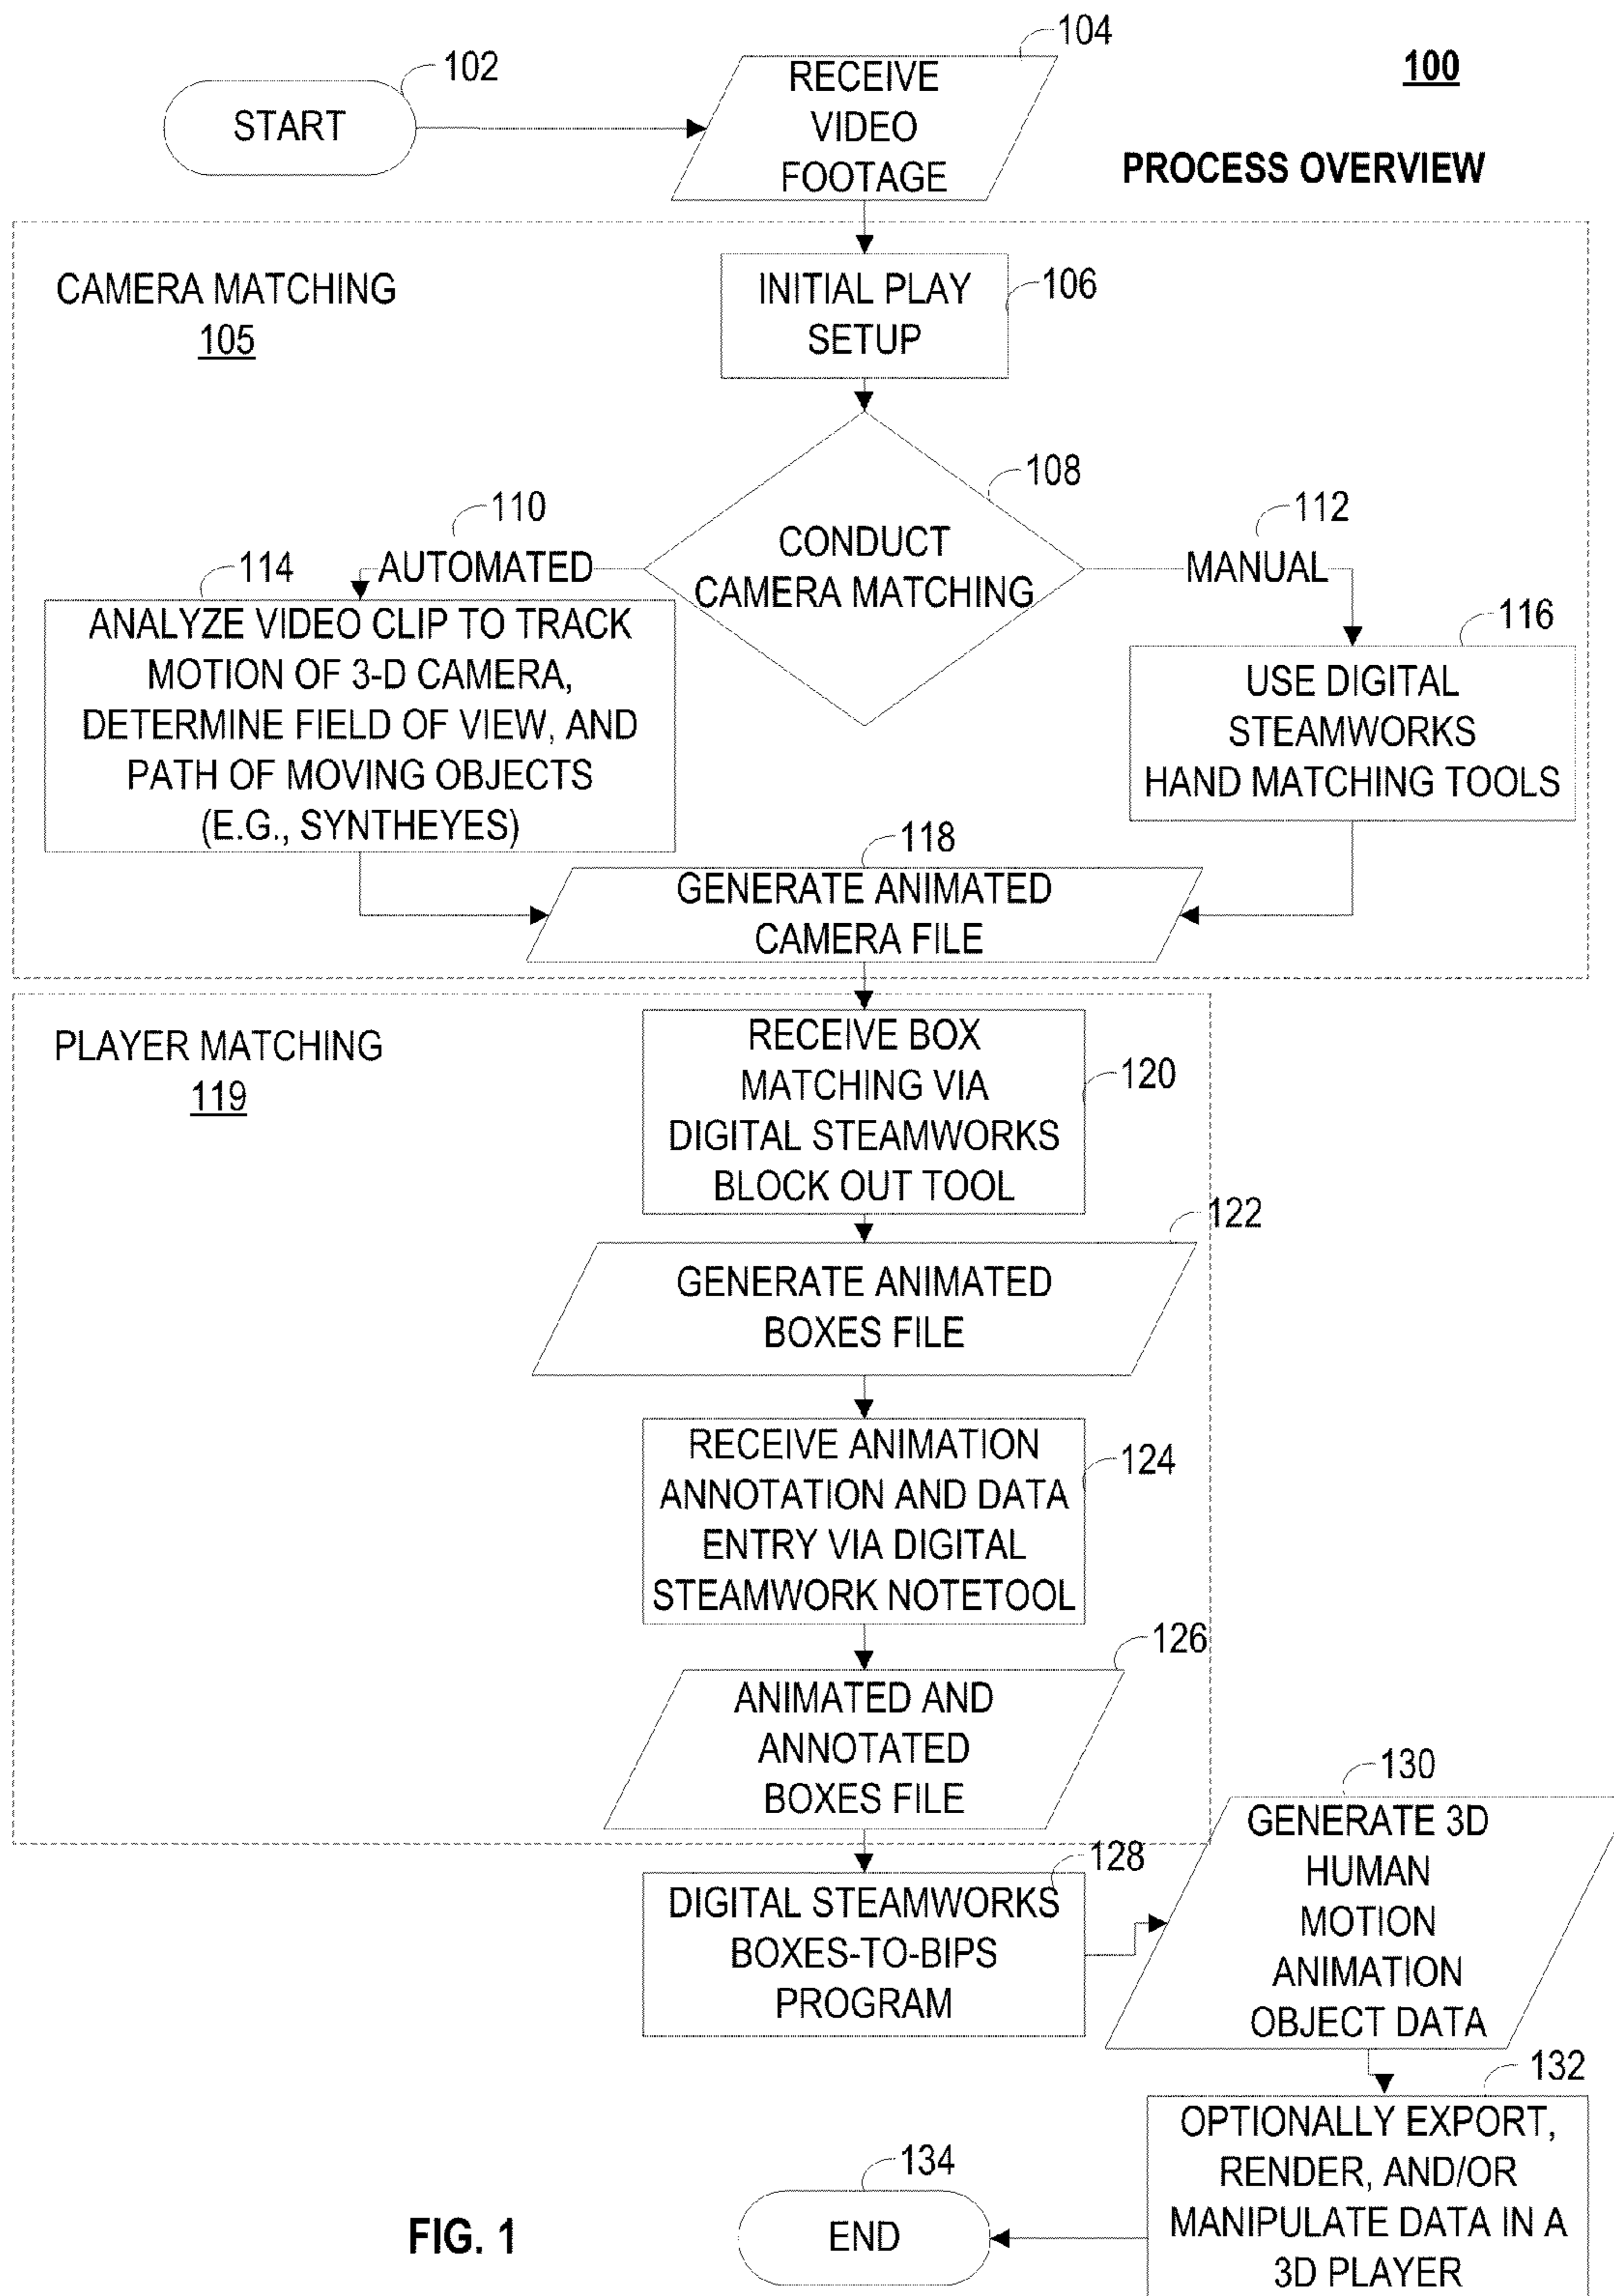 104
100
102
RECEIVE
VIDEO
FOOTAGE
START
PROCESS OVERVIEW
CAMERA MATCHING
105
INITIAL PLAY
SETUP
106
108
110
112
CONDUCT
CAMERA MATCHING
AUTOMATED
MANUAL
114
ANALYZE VIDEO CLIP TO TRACK
MOTION OF 3-D CAMERA,
DETERMINE FIELD OF VIEW, AND
PATH OF MOVING OBJECTS
(E.G., SYNTHEYES)
116
USE DIGITAL
STEAMWORKS
HAND MATCHING TOOLS
118
GENERATE ANIMATED
CAMERA FILE
PLAYER MATCHING
119
RECEIVE BOX
MATCHING VIA
DIGITAL STEAMWORKS
BLOCK OUT TOOL
120
122
GENERATE ANIMATED
BOXES FILE
RECEIVE ANIMATION
ANNOTATION AND DATA
ENTRY VIA DIGITAL
STEAMWORK NOTETOOL
124
126
ANIMATED AND
ANNOTATED
BOXES FILE
128
DIGITAL STEAMWORKS
BOXES-TO-BIPS
PROGRAM
130
GENERATE 3D
HUMAN
MOTION
ANIMATION
OBJECT DATA
132
OPTIONALLY EXPORT,
RENDER, AND/OR
MANIPULATE DATA IN A
3D PLAYER
134
END
FIG. 1